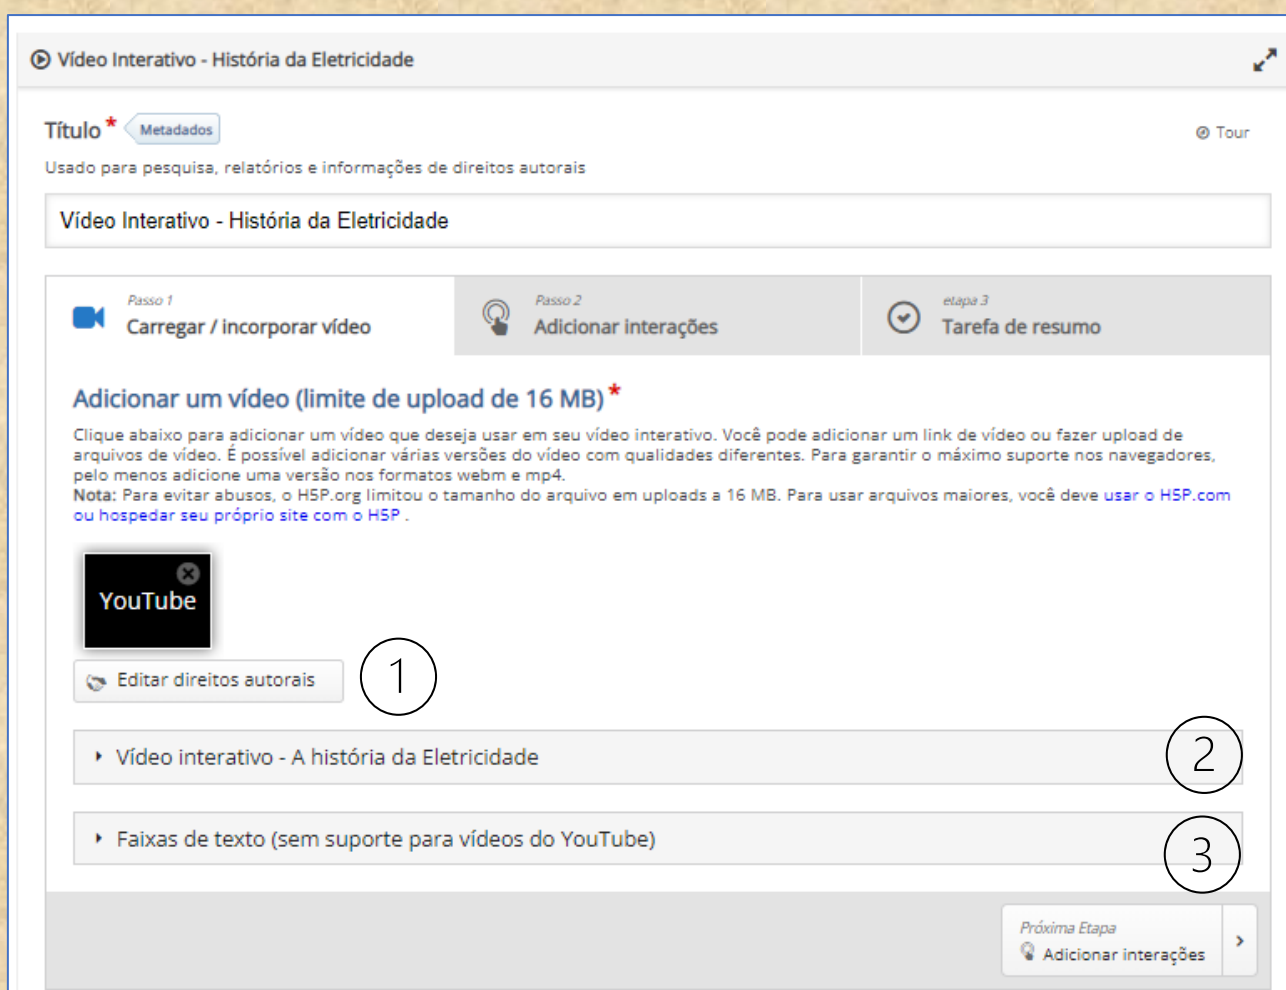 Vídeo Interativo - História da Eletricidade
Título * Metadados
Tour
Usado para pesquisa, relatórios e informações de direitos autorais
Vídeo Interativo - História da Eletricidade
Passo 1
Carregar / incorporar vídeo
Passo 2
Adicionar interações
etapa 3
Tarefa de resumo
Adicionar um vídeo (limite de upload de 16 MB) *
Clique abaixo para adicionar um vídeo que deseja usar em seu vídeo interativo. Você pode adicionar um link de vídeo ou fazer upload de
arquivos de vídeo. É possível adicionar várias versões do vídeo com qualidades diferentes. Para garantir o máximo suporte nos navegadores,
pelo menos adicione uma versão nos formatos webm e mp4.
Nota: Para evitar abusos, o H5P.org limitou o tamanho do arquivo em uploads a 16 MB. Para usar arquivos maiores, você deve usar o H5P.com
ou hospedar seu próprio site com o H5P .
YouTube
Editar direitos autorais
1
Vídeo interativo - A história da Eletricidade
2
Faixas de texto (sem suporte para vídeos do YouTube)
3
Próxima Etapa
Adicionar interações